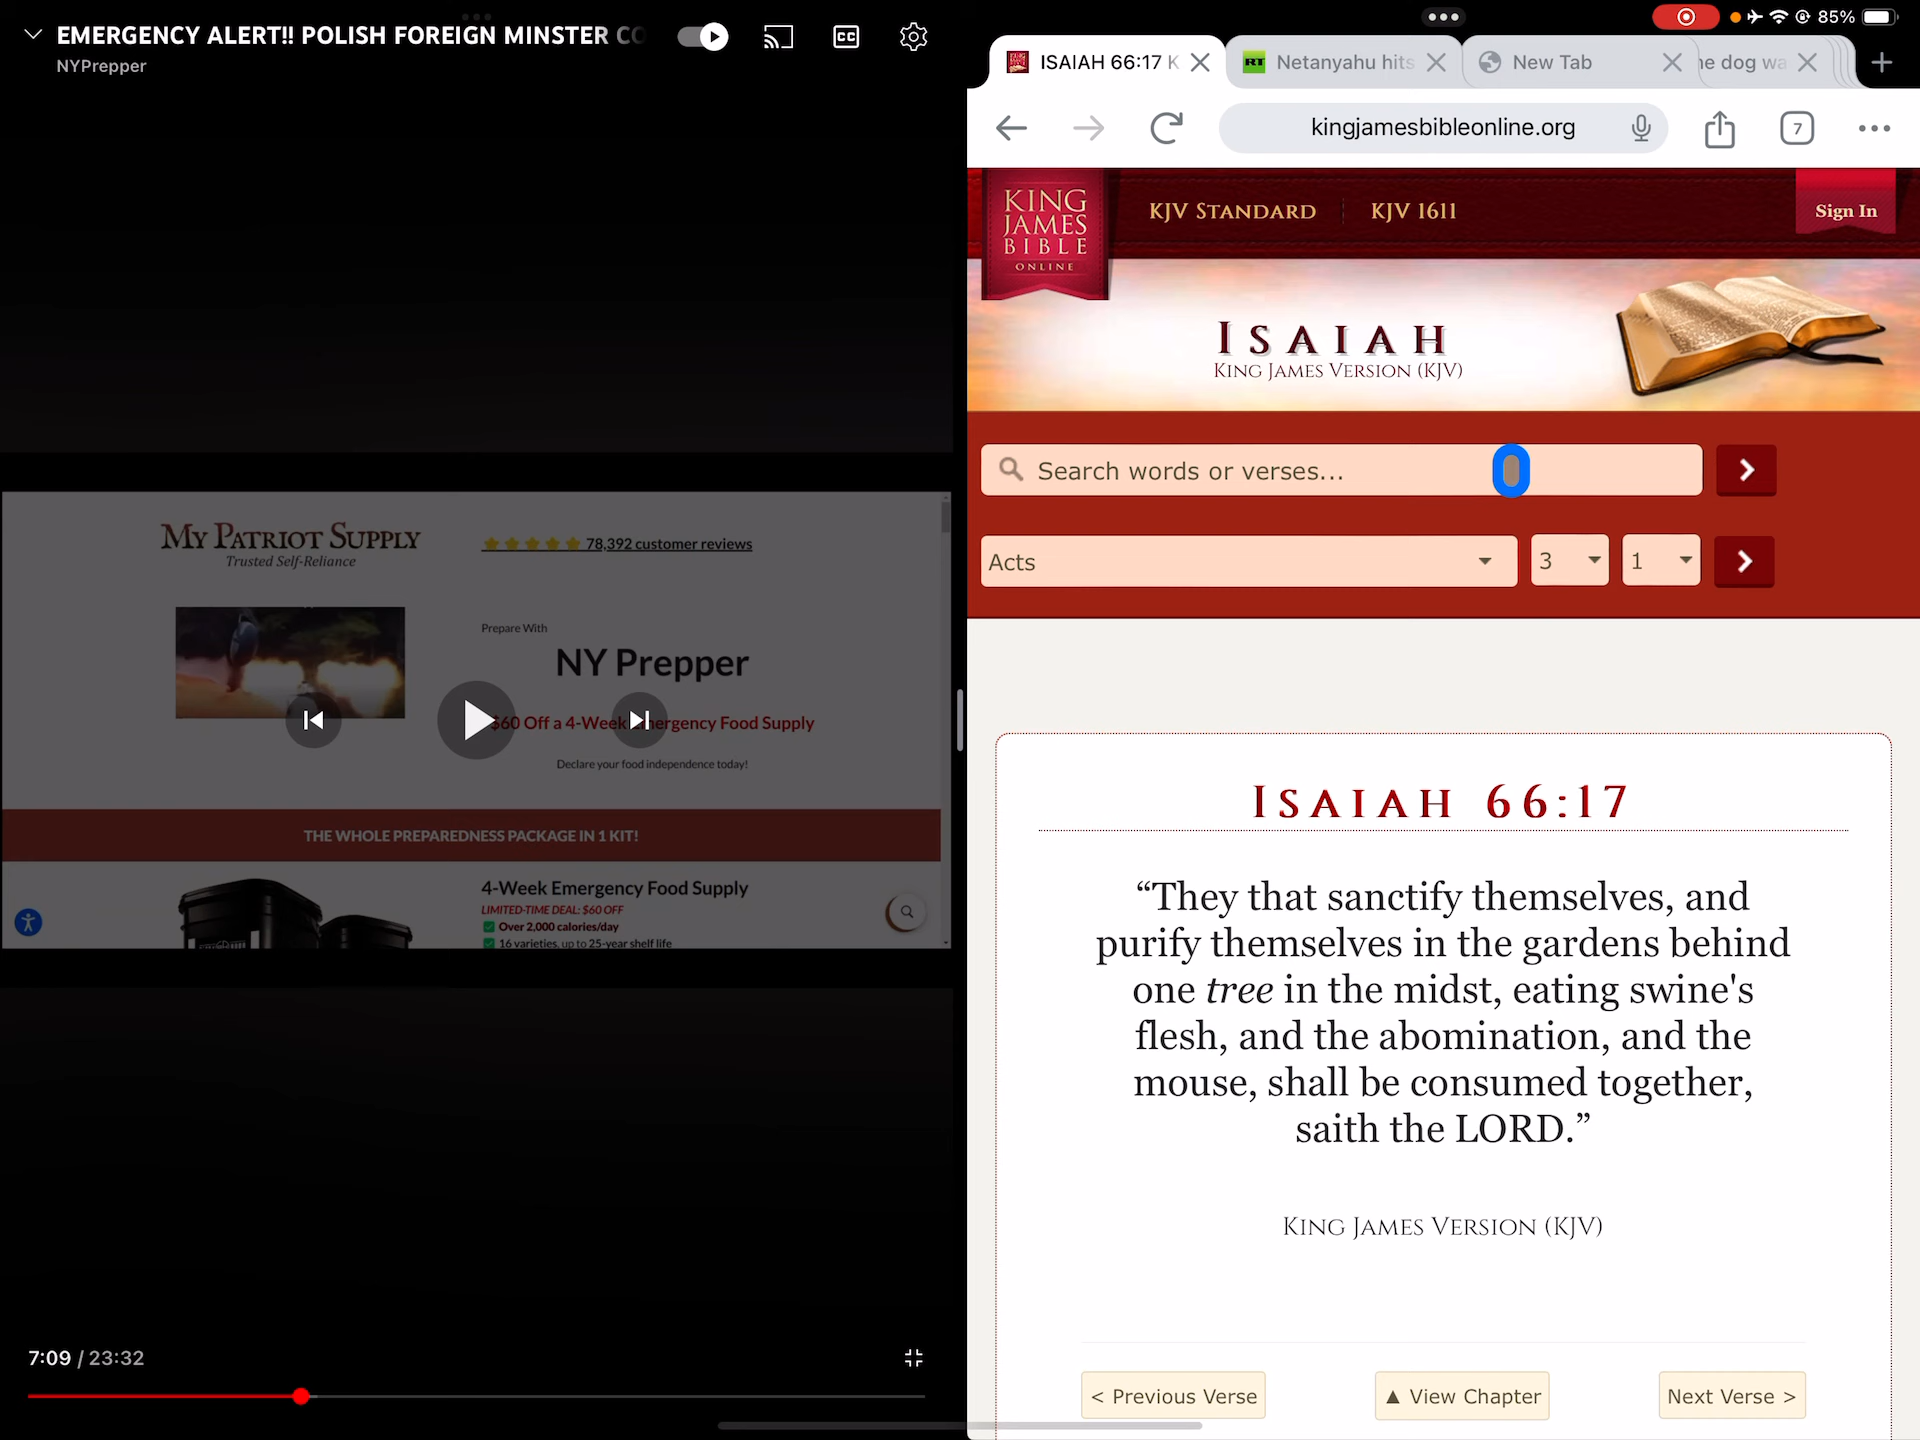 EMERGENCY ALERT!! POLISH FOREIGN MINSTER CO
NYPrepper
CC
MY PATRIOT SUPPLY
Trusted Self-Reliance
78,392 customer reviews
Prepare With
NY Prepper
$60 Off a 4-Week Emergency Food Supply
Declare your food independence today!
THE WHOLE PREPAREDNESS PACKAGE IN 1 KIT!
4-Week Emergency Food Supply
LIMITED-TIME DEAL: $60 OFF
Over 2,000 calories/day
16 varieties, up to 25-year shelf life
7:09 / 23:32
85%
ISAIAH 66:17 K
RT Netanyahu hits
New Tab
he dog wa
kingjamesbibleonline.org
7
KING
JAMES
BIBLE
ONLINE
KJV STANDARD
KJV 1611
Sign In
ISAIAH
KING JAMES VERSION (KJV)
Search words or verses...
Acts
3
1
ISAIAH 66:17
“They that sanctify themselves, and
purify themselves in the gardens behind
one tree in the midst, eating swine's
flesh, and the abomination, and the
mouse, shall be consumed together,
saith the LORD.”
KING JAMES VERSION (KJV)
< Previous Verse
▲ View Chapter
Next Verse >